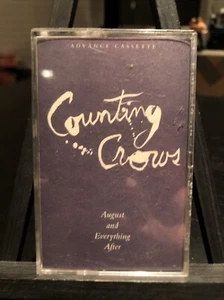 ADVANCE CASSETTE
Counting
Crows
August
and
Everything
After